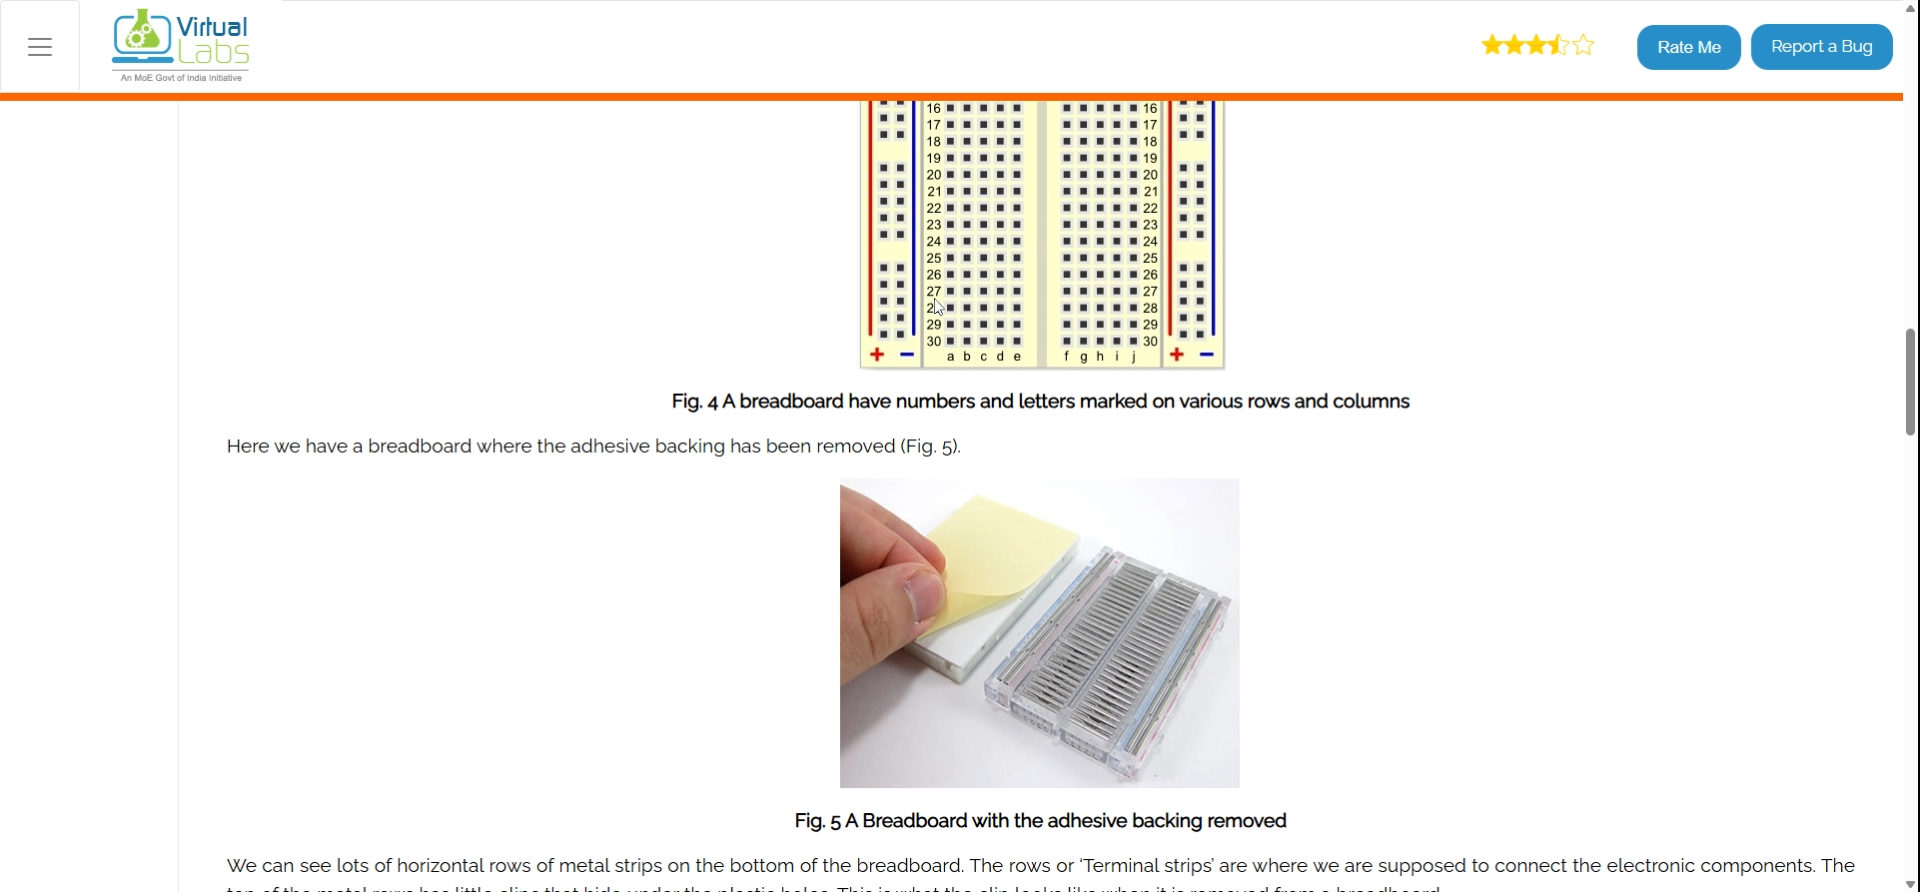 Virtual
Labs
An MoE Govt of India Initiative
Rate Me
Report a Bug
16 16
17 17
18 18
19 19
20 20
21 21
22 22
23 23
24 24
25 25
26 26
27 27
2 28
29 29
30 30
+ − a b c d e f g h i j + −
Fig. 4 A breadboard have numbers and letters marked on various rows and columns
Here we have a breadboard where the adhesive backing has been removed (Fig. 5).
Fig. 5 A Breadboard with the adhesive backing removed
We can see lots of horizontal rows of metal strips on the bottom of the breadboard. The rows or ‘Terminal strips’ are where we are supposed to connect the electronic components. The